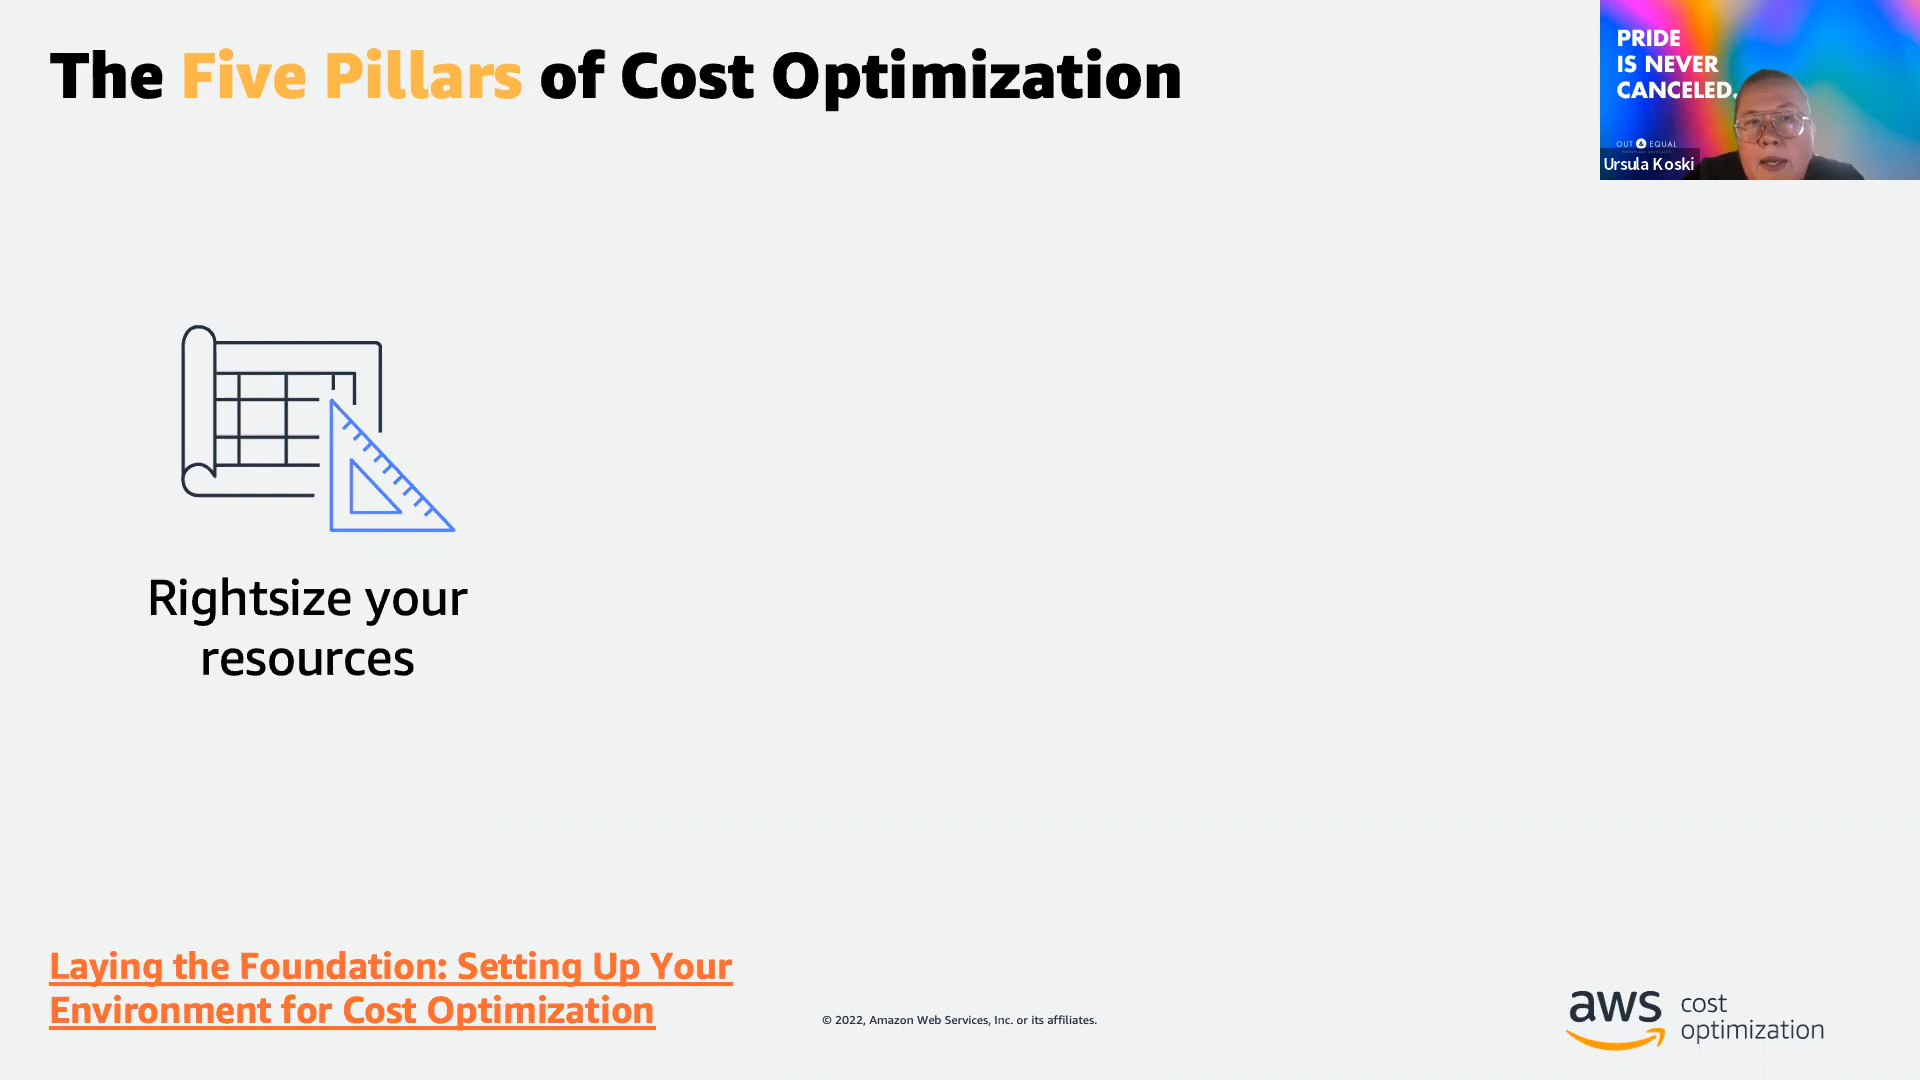 The Five Pillars of Cost Optimization
PRIDE
IS NEVER
CANCELED.
OUT & EQUAL
Ursula Koski
Rightsize your
resources
Laying the Foundation: Setting Up Your
Environment for Cost Optimization
© 2022, Amazon Web Services, Inc. or its affiliates.
aws cost
optimization